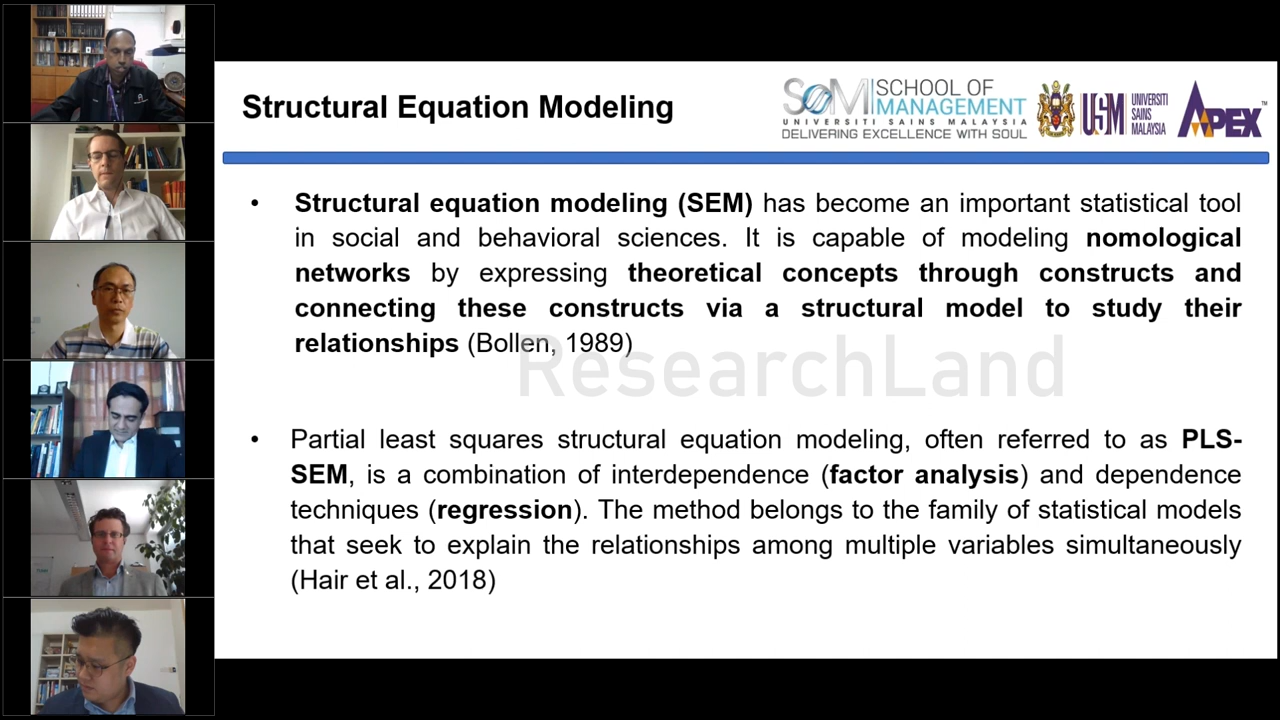 Structural Equation Modeling
SCHOOL OF
SoM MANAGEMENT
UNIVERSITI SAINS MALAYSIA
DELIVERING EXCELLENCE WITH SOUL
USM
UNIVERSITI
SAINS
MALAYSIA
APEX™
• Structural equation modeling (SEM) has become an important statistical tool
in social and behavioral sciences. It is capable of modeling nomological
networks by expressing theoretical concepts through constructs and
connecting these constructs via a structural model to study their
relationships (Bollen, 1989)
ResearchLand
• Partial least squares structural equation modeling, often referred to as PLS-
SEM, is a combination of interdependence (factor analysis) and dependence
techniques (regression). The method belongs to the family of statistical models
that seek to explain the relationships among multiple variables simultaneously
(Hair et al., 2018)